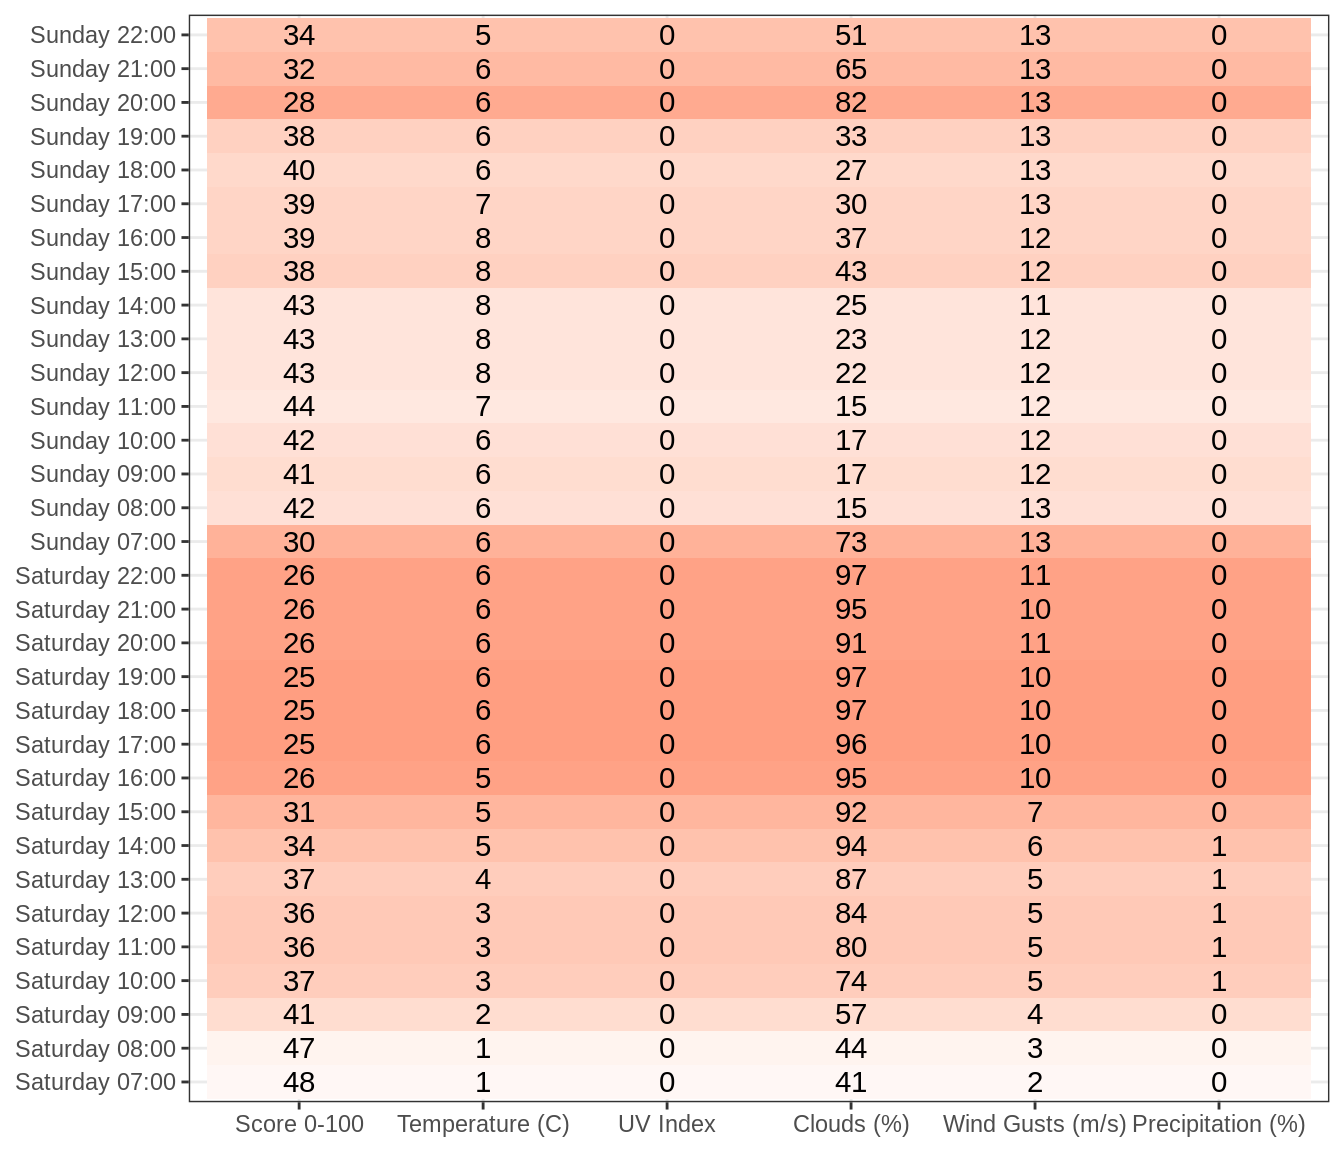 Sunday 22:00 34 5 0 51 13 0
Sunday 21:00 32 6 0 65 13 0
Sunday 20:00 28 6 0 82 13 0
Sunday 19:00 38 6 0 33 13 0
Sunday 18:00 40 6 0 27 13 0
Sunday 17:00 39 7 0 30 13 0
Sunday 16:00 39 8 0 37 12 0
Sunday 15:00 38 8 0 43 12 0
Sunday 14:00 43 8 0 25 11 0
Sunday 13:00 43 8 0 23 12 0
Sunday 12:00 43 8 0 22 12 0
Sunday 11:00 44 7 0 15 12 0
Sunday 10:00 42 6 0 17 12 0
Sunday 09:00 41 6 0 17 12 0
Sunday 08:00 42 6 0 15 13 0
Sunday 07:00 30 6 0 73 13 0
Saturday 22:00 26 6 0 97 11 0
Saturday 21:00 26 6 0 95 10 0
Saturday 20:00 26 6 0 91 11 0
Saturday 19:00 25 6 0 97 10 0
Saturday 18:00 25 6 0 97 10 0
Saturday 17:00 25 6 0 96 10 0
Saturday 16:00 26 5 0 95 10 0
Saturday 15:00 31 5 0 92 7 0
Saturday 14:00 34 5 0 94 6 1
Saturday 13:00 37 4 0 87 5 1
Saturday 12:00 36 3 0 84 5 1
Saturday 11:00 36 3 0 80 5 1
Saturday 10:00 37 3 0 74 5 1
Saturday 09:00 41 2 0 57 4 0
Saturday 08:00 47 1 0 44 3 0
Saturday 07:00 48 1 0 41 2 0
Score 0-100 Temperature (C) UV Index Clouds (%) Wind Gusts (m/s) Precipitation (%)